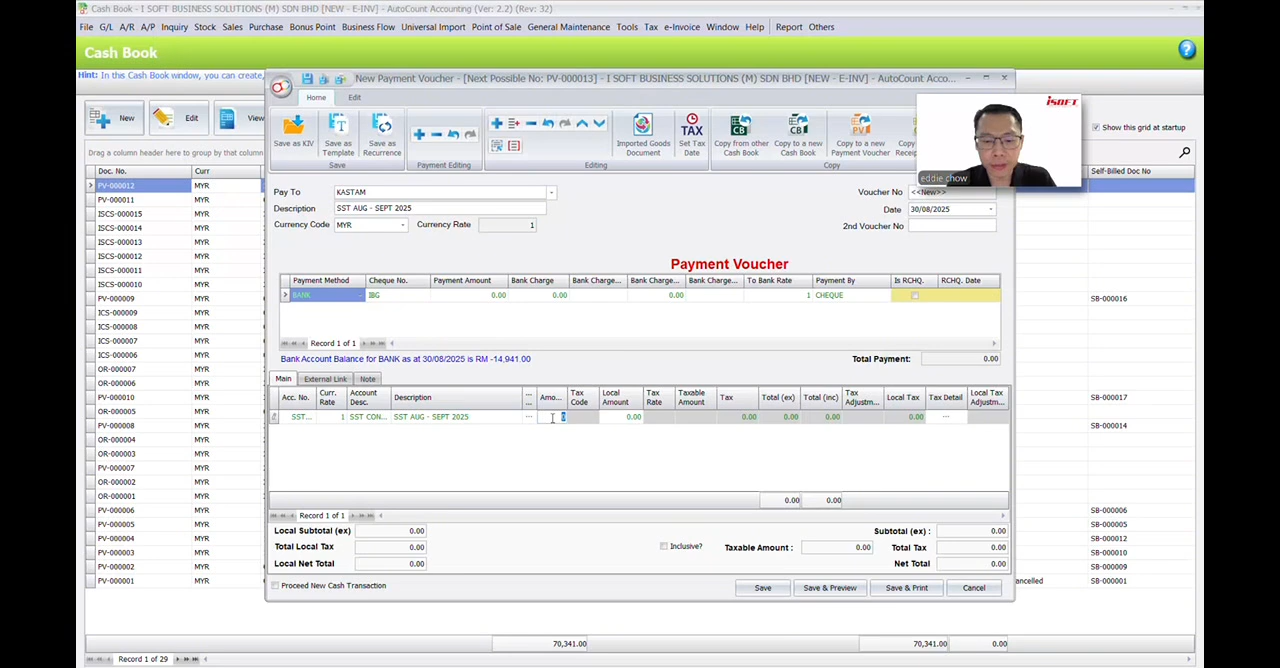 Cash Book - I SOFT BUSINESS SOLUTIONS (M) SDN BHD [NEW - E-INV] - AutoCount Accounting (Ver: 2.2) (Rev: 32)
File G/L A/R A/P Inquiry Stock Sales Purchase Bonus Point Business Flow Universal Import Point of Sale General Maintenance Tools Tax e-Invoice Window Help Report Others
Cash Book
Hint: In this Cash Book window, you can create,
New Edit View
Show this grid at startup
Drag a column header here to group by that column
Doc. No. Curr Self-Billed Doc No
PV-000012 MYR
PV-000011 MYR
ISCS-000015 MYR
ISCS-000014 MYR
ISCS-000013 MYR
ISCS-000012 MYR
ISCS-000011 MYR
ISCS-000010 MYR
PV-000009 MYR SB-000016
ICS-000009 MYR
ICS-000008 MYR
ICS-000007 MYR
ICS-000006 MYR
OR-000007 MYR
OR-000006 MYR
PV-000010 MYR SB-000017
OR-000005 MYR
PV-000008 MYR SB-000014
OR-000004 MYR
OR-000003 MYR
PV-000007 MYR
OR-000002 MYR
OR-000001 MYR
PV-000006 MYR SB-000006
PV-000005 MYR SB-000005
PV-000004 MYR SB-000012
PV-000003 MYR SB-000010
PV-000002 MYR SB-000009
PV-000001 MYR ancelled SB-000001
70,341.00 70,341.00 0.00
Record 1 of 29
New Payment Voucher - [Next Possible No: PV-000013] - I SOFT BUSINESS SOLUTIONS (M) SDN BHD [NEW - E-INV] - AutoCount Acco...
Home Edit
Save as KIV
Save as Template
Save as Recurrence
Save
Payment Editing
Editing
Imported Goods Document
TAX
Set Tax Date
CB
Copy from other Cash Book
CB
Copy to a new Cash Book
PV
Copy to a new Payment Voucher
Copy
Recei
Copy
iSOFT
eddie chow
Pay To KASTAM
Description SST AUG - SEPT 2025
Currency Code MYR Currency Rate 1
Voucher No <<New>>
Date 30/08/2025
2nd Voucher No
Payment Voucher
Payment Method Cheque No. Payment Amount Bank Charge Bank Charge... Bank Charge... Bank Charge... To Bank Rate Payment By Is RCHQ. RCHQ. Date
BANK IBG 0.00 0.00 0.00 1 CHEQUE
Record 1 of 1
Bank Account Balance for BANK as at 30/08/2025 is RM -14,941.00
Total Payment: 0.00
Main External Link Note
Acc. No. Curr. Rate Account Desc. Description ... ... Amo... Tax Code Local Amount Tax Rate Taxable Amount Tax Total (ex) Total (inc) Tax Adjustm... Local Tax Tax Detail Local Tax Adjustm...
SST... 1 SST CON... SST AUG - SEPT 2025 ... 0 0.00 0.00 0.00 0.00 0.00 ...
0.00 0.00
Record 1 of 1
Local Subtotal (ex) 0.00 Subtotal (ex) : 0.00
Total Local Tax 0.00 Inclusive? Taxable Amount : 0.00 Total Tax 0.00
Local Net Total 0.00 Net Total 0.00
Proceed New Cash Transaction
Save Save & Preview Save & Print Cancel